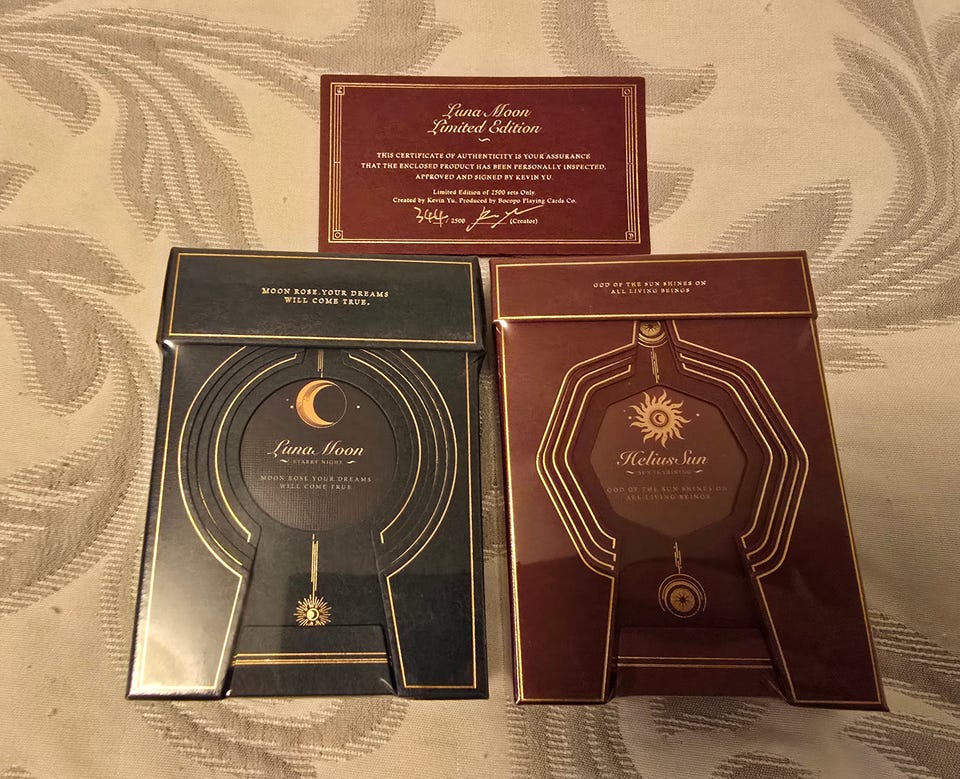 Luna Moon
Limited Edition
THIS CERTIFICATE OF AUTHENTICITY IS YOUR ASSURANCE
THAT THE ENCLOSED PRODUCT HAS BEEN PERSONALLY INSPECTED,
APPROVED AND SIGNED BY KEVIN YU.
Limited Edition of 2500 sets Only.
Created by Kevin Yu. Produced by Bocopo Playing Cards Co.
344/2500 (Creator)
MOON ROSE.YOUR DREAMS
WILL COME TRUE.
Luna Moon
STARRY NIGHT
MOON ROSE YOUR DREAMS
WILL COME TRUE
GOD OF THE SUN SHINES ON
ALL LIVING BEINGS
Helius Sun
GOD OF THE SUN SHINES ON
ALL LIVING BEINGS